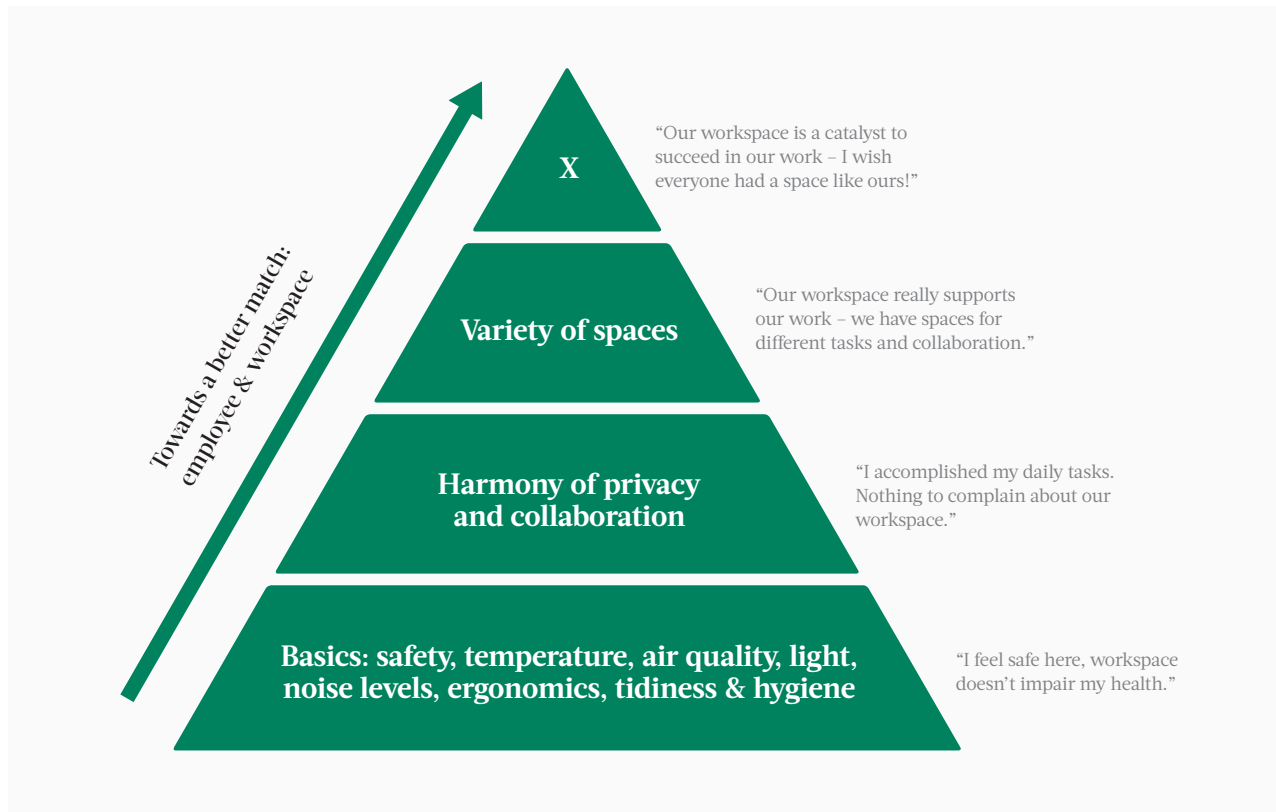 “Our workspace is a catalyst to
succeed in our work – I wish
everyone had a space like ours!”
X
Towards a better match:
employee & workspace
“Our workspace really supports
our work – we have spaces for
different tasks and collaboration.”
Variety of spaces
“I accomplished my daily tasks.
Nothing to complain about our
workspace.”
Harmony of privacy
and collaboration
Basics: safety, temperature, air quality, light,
noise levels, ergonomics, tidiness & hygiene
“I feel safe here, workspace
doesn’t impair my health.”